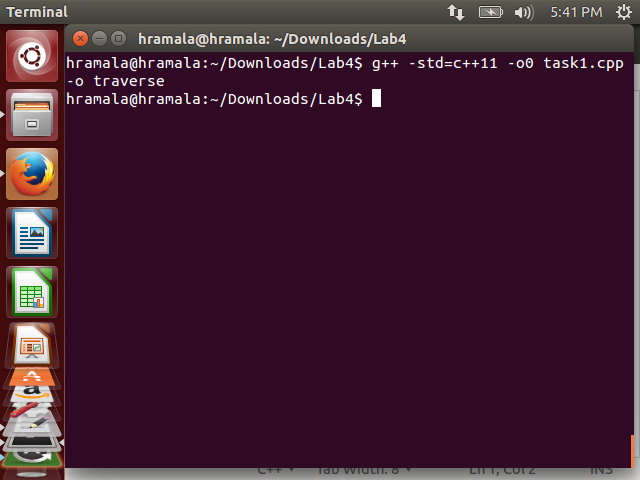 Terminal
5:41 PM
hramala@hramala: ~/Downloads/Lab4
hramala@hramala:~/Downloads/Lab4$ g++ -std=c++11 -o0 task1.cpp
-o traverse
hramala@hramala:~/Downloads/Lab4$
C++ Tab Width: 8 Ln 1, Col 2 INS